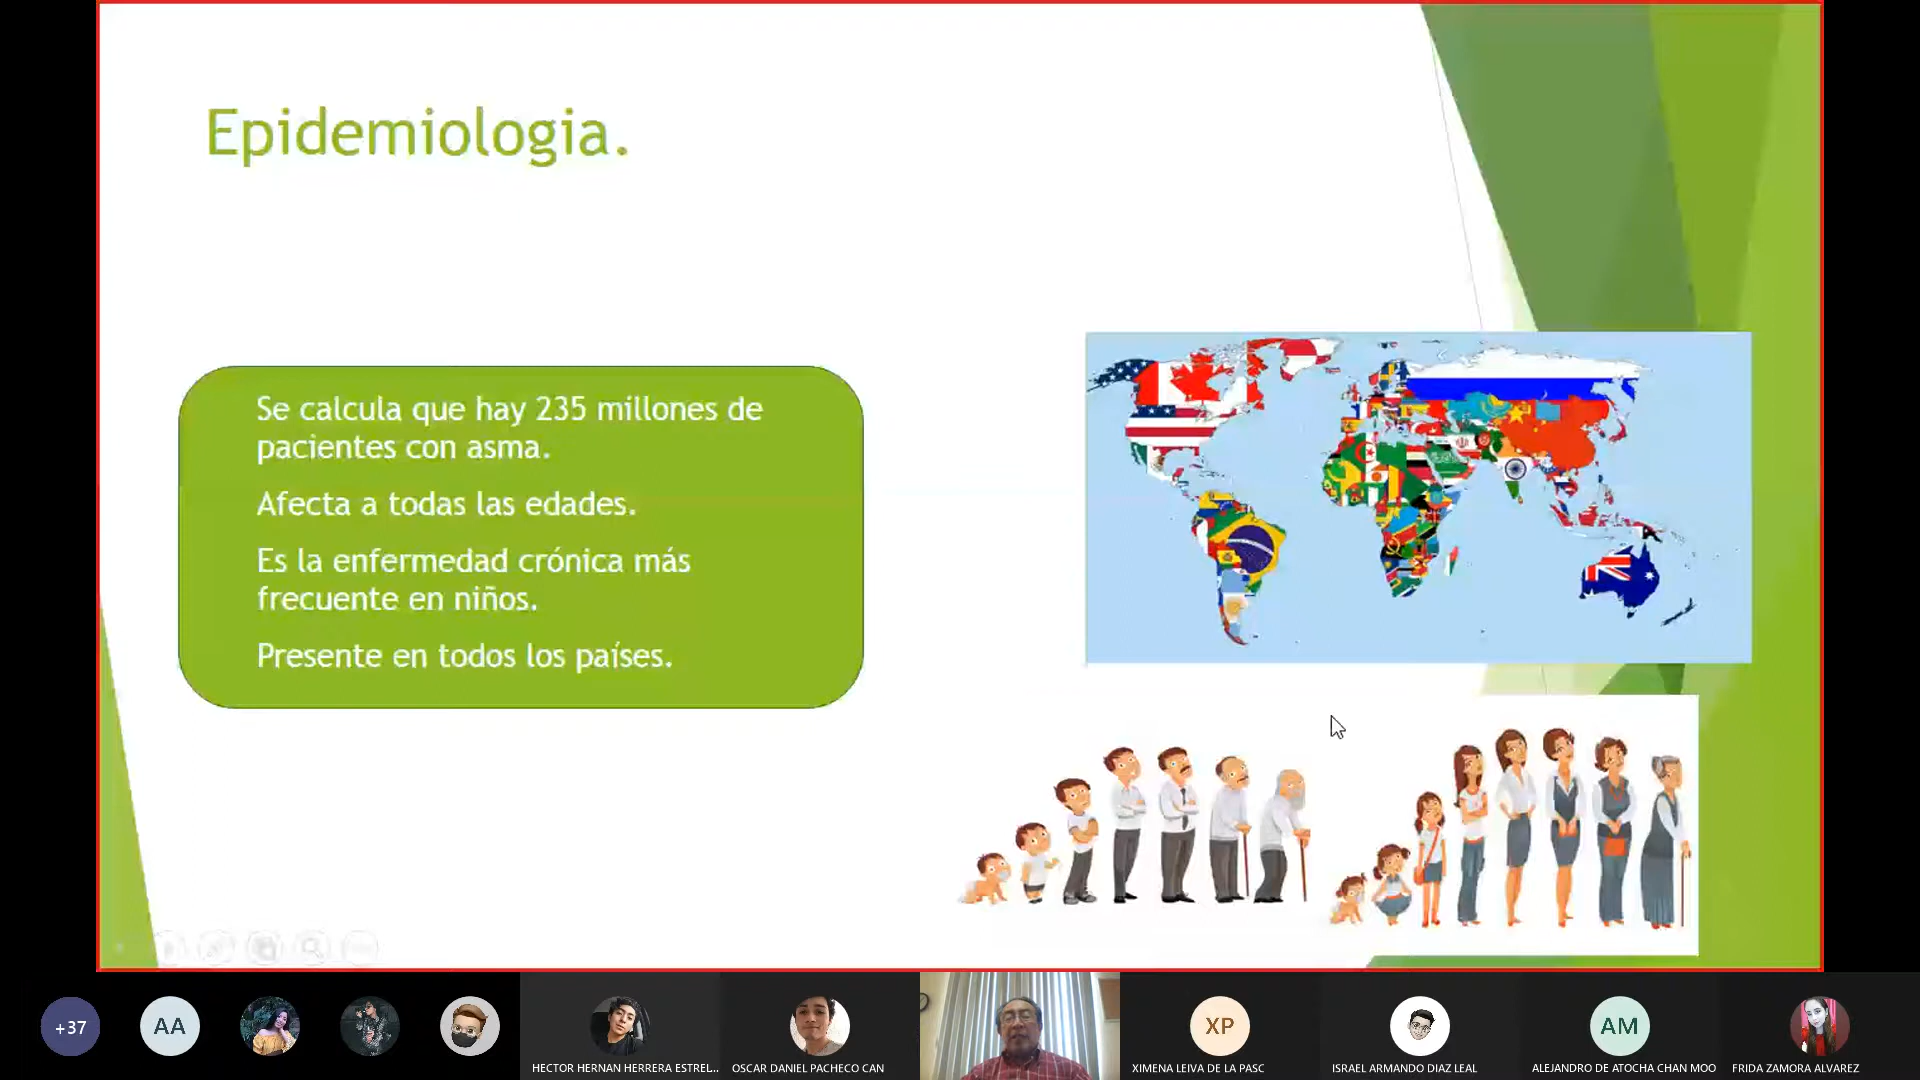 Epidemiologia.
Se calcula que hay 235 millones de
pacientes con asma.
Afecta a todas las edades.
Es la enfermedad crónica más
frecuente en niños.
Presente en todos los países.
+37
AA
XP
AM
HECTOR HERNAN HERRERA ESTREL...
OSCAR DANIEL PACHECO CAN
XIMENA LEIVA DE LA PASC
ISRAEL ARMANDO DIAZ LEAL
ALEJANDRO DE ATOCHA CHAN MOO
FRIDA ZAMORA ALVAREZ